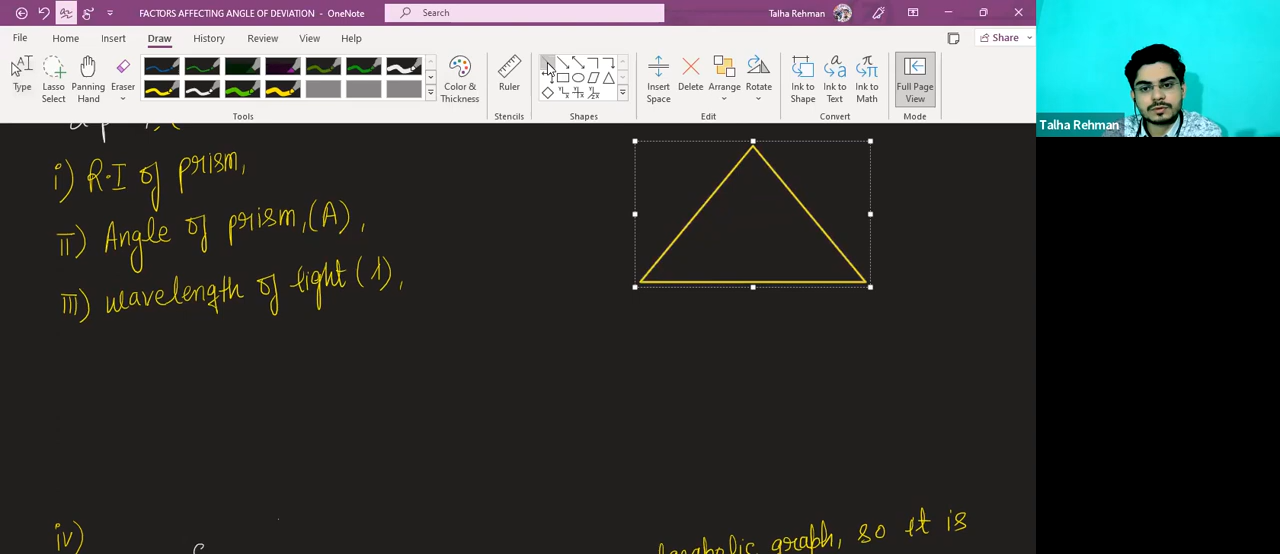 FACTORS AFFECTING ANGLE OF DEVIATION - OneNote
Search
Talha Rehman
File Home Insert Draw History Review View Help
Share
Type
Lasso Select
Panning Hand
Eraser
Color & Thickness
Ruler
Insert Space
Delete
Arrange
Rotate
Ink to Shape
Ink to Text
Ink to Math
Full Page View
Tools
Stencils
Shapes
Edit
Convert
Mode
Talha Rehman
i) R.I of prism,
II) Angle of prism,(A),
III) wavelength of light(λ),
iv)
graph, so it is